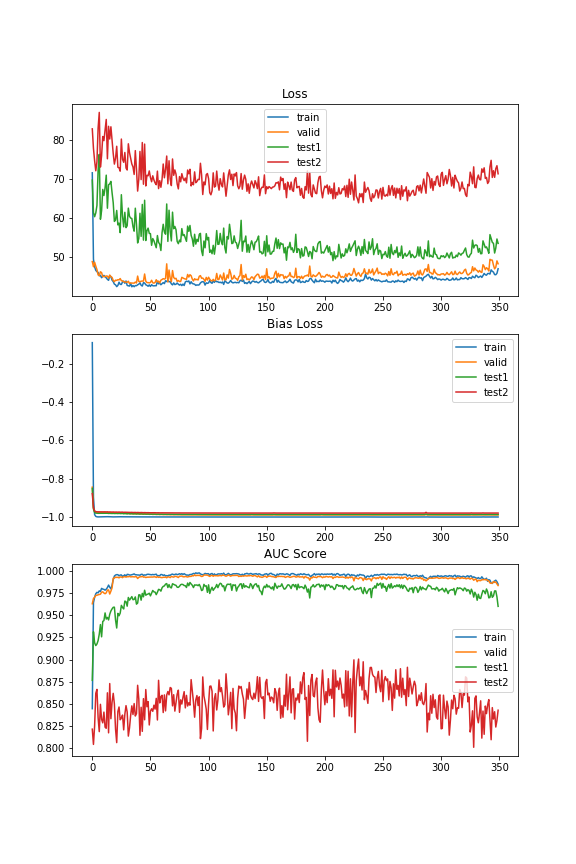 Loss
80
70
60
50
train
valid
test1
test2
0 50 100 150 200 250 300 350
Bias Loss
−0.2
−0.4
−0.6
−0.8
−1.0
train
valid
test1
test2
0 50 100 150 200 250 300 350
AUC Score
1.000
0.975
0.950
0.925
0.900
0.875
0.850
0.825
0.800
train
valid
test1
test2
0 50 100 150 200 250 300 350